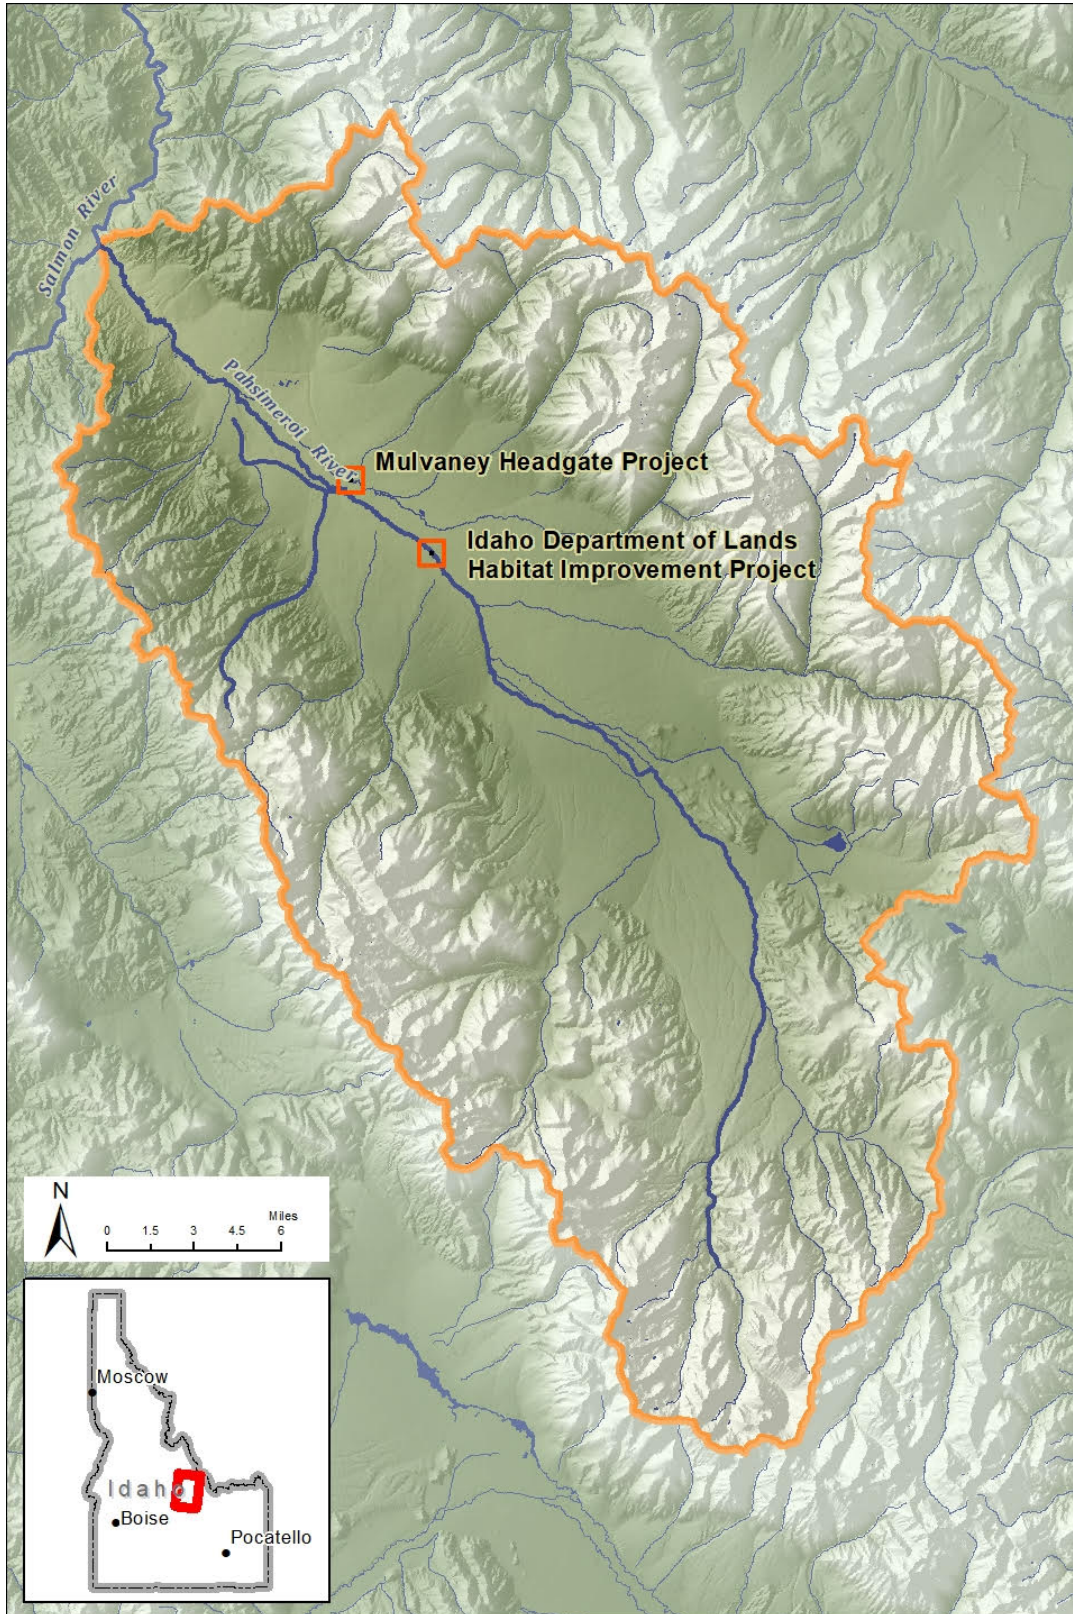 Salmon River
Pahsimeroi River
Mulvaney Headgate Project
Idaho Department of Lands
Habitat Improvement Project
N
Miles
0 1.5 3 4.5 6
Moscow
Idaho
Boise
Pocatello